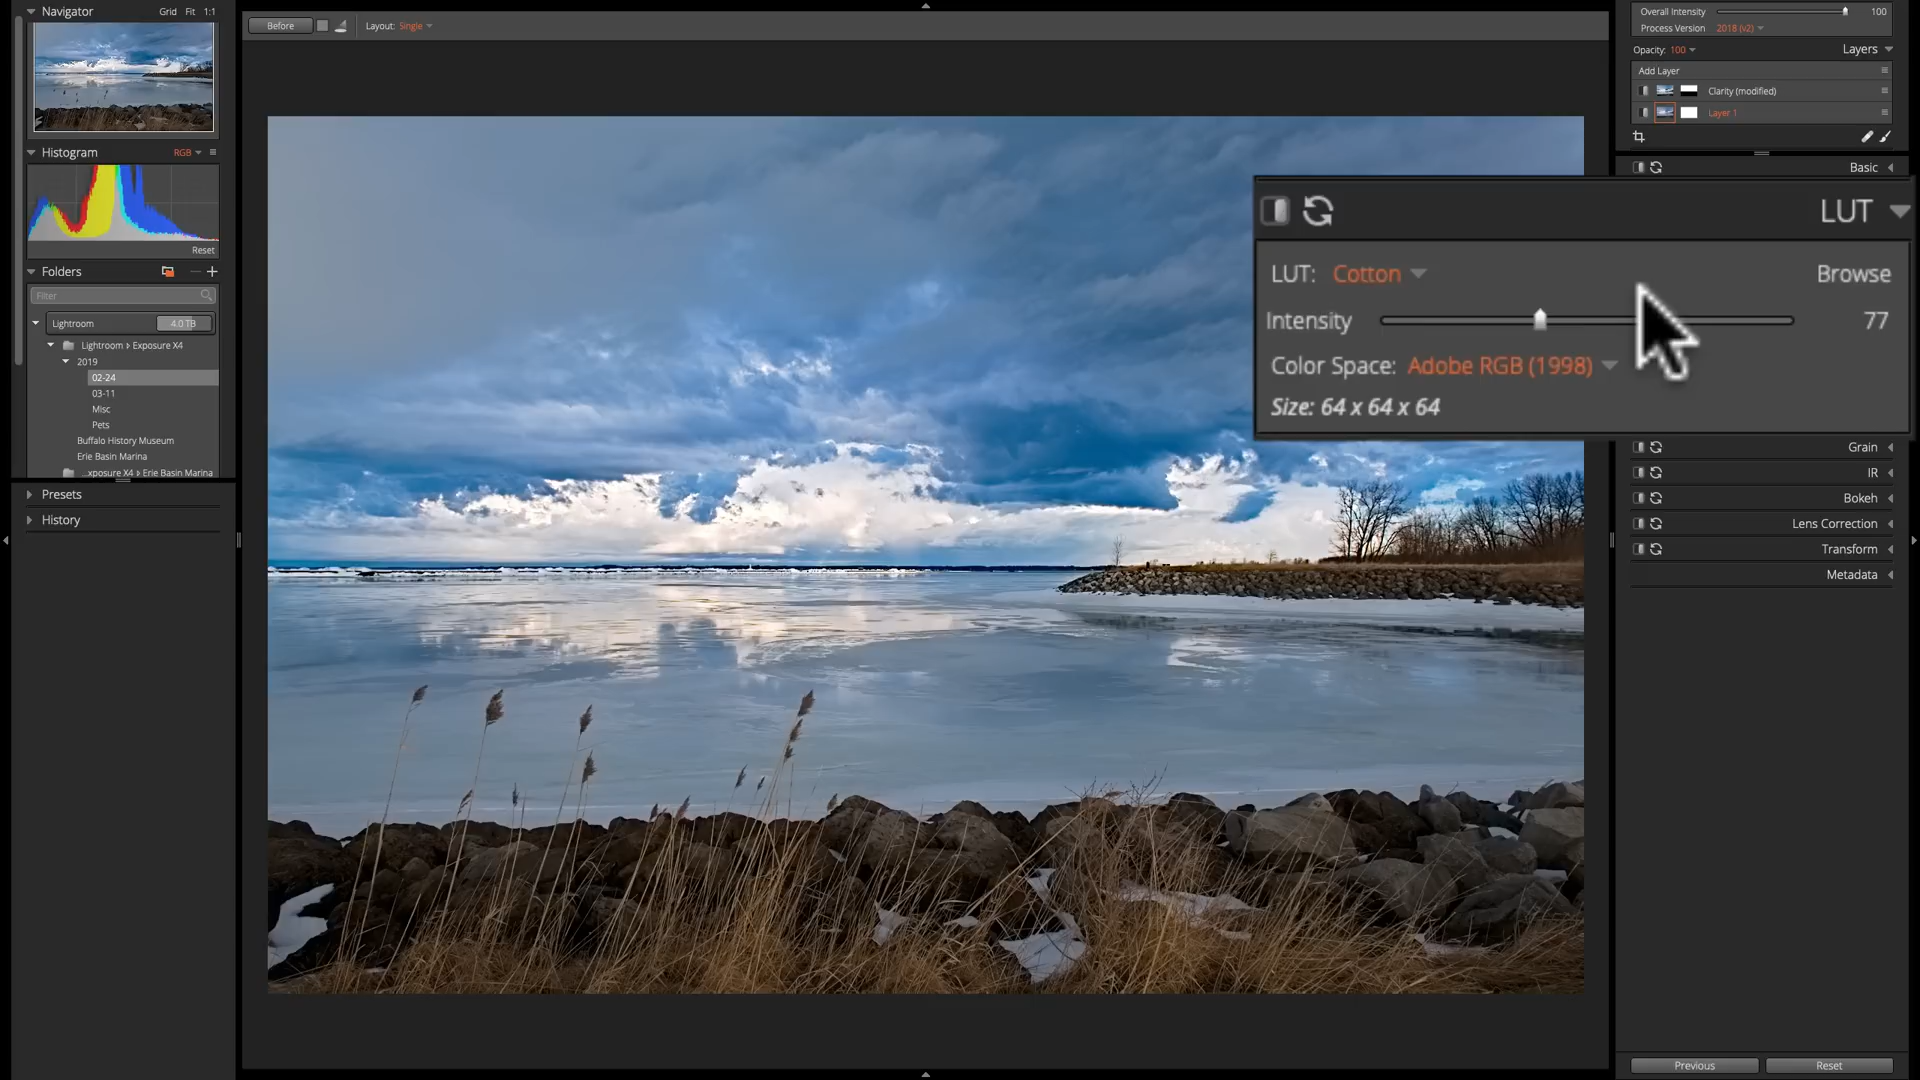 Navigator
Grid Fit 1:1
Histogram
RGB
Reset
Folders
Filter
Lightroom 4.0 TB
Lightroom ▸ Exposure X4
2019
02-24
03-11
Misc
Pets
Buffalo History Museum
Erie Basin Marina
...xposure X4 ▸ Erie Basin Marina
Presets
History
Before
Layout: Single
Overall Intensity 100
Process Version 2018 (v2)
Opacity: 100 Layers
Add Layer
Clarity (modified)
Layer 1
Basic
LUT
LUT: Cotton Browse
Intensity 77
Color Space: Adobe RGB (1998)
Size: 64 x 64 x 64
Grain
IR
Bokeh
Lens Correction
Transform
Metadata
Previous Reset